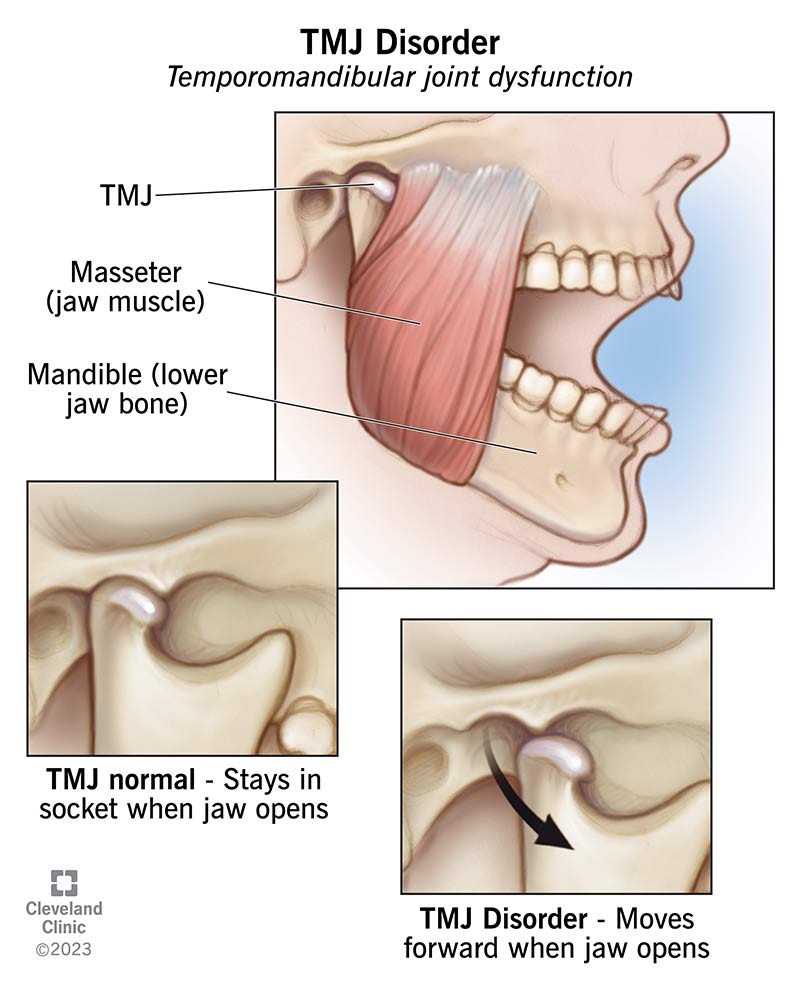 TMJ Disorder
Temporomandibular joint dysfunction
TMJ
Masseter
(jaw muscle)
Mandible (lower
jaw bone)
TMJ normal - Stays in
socket when jaw opens
TMJ Disorder - Moves
forward when jaw opens
Cleveland
Clinic
©2023